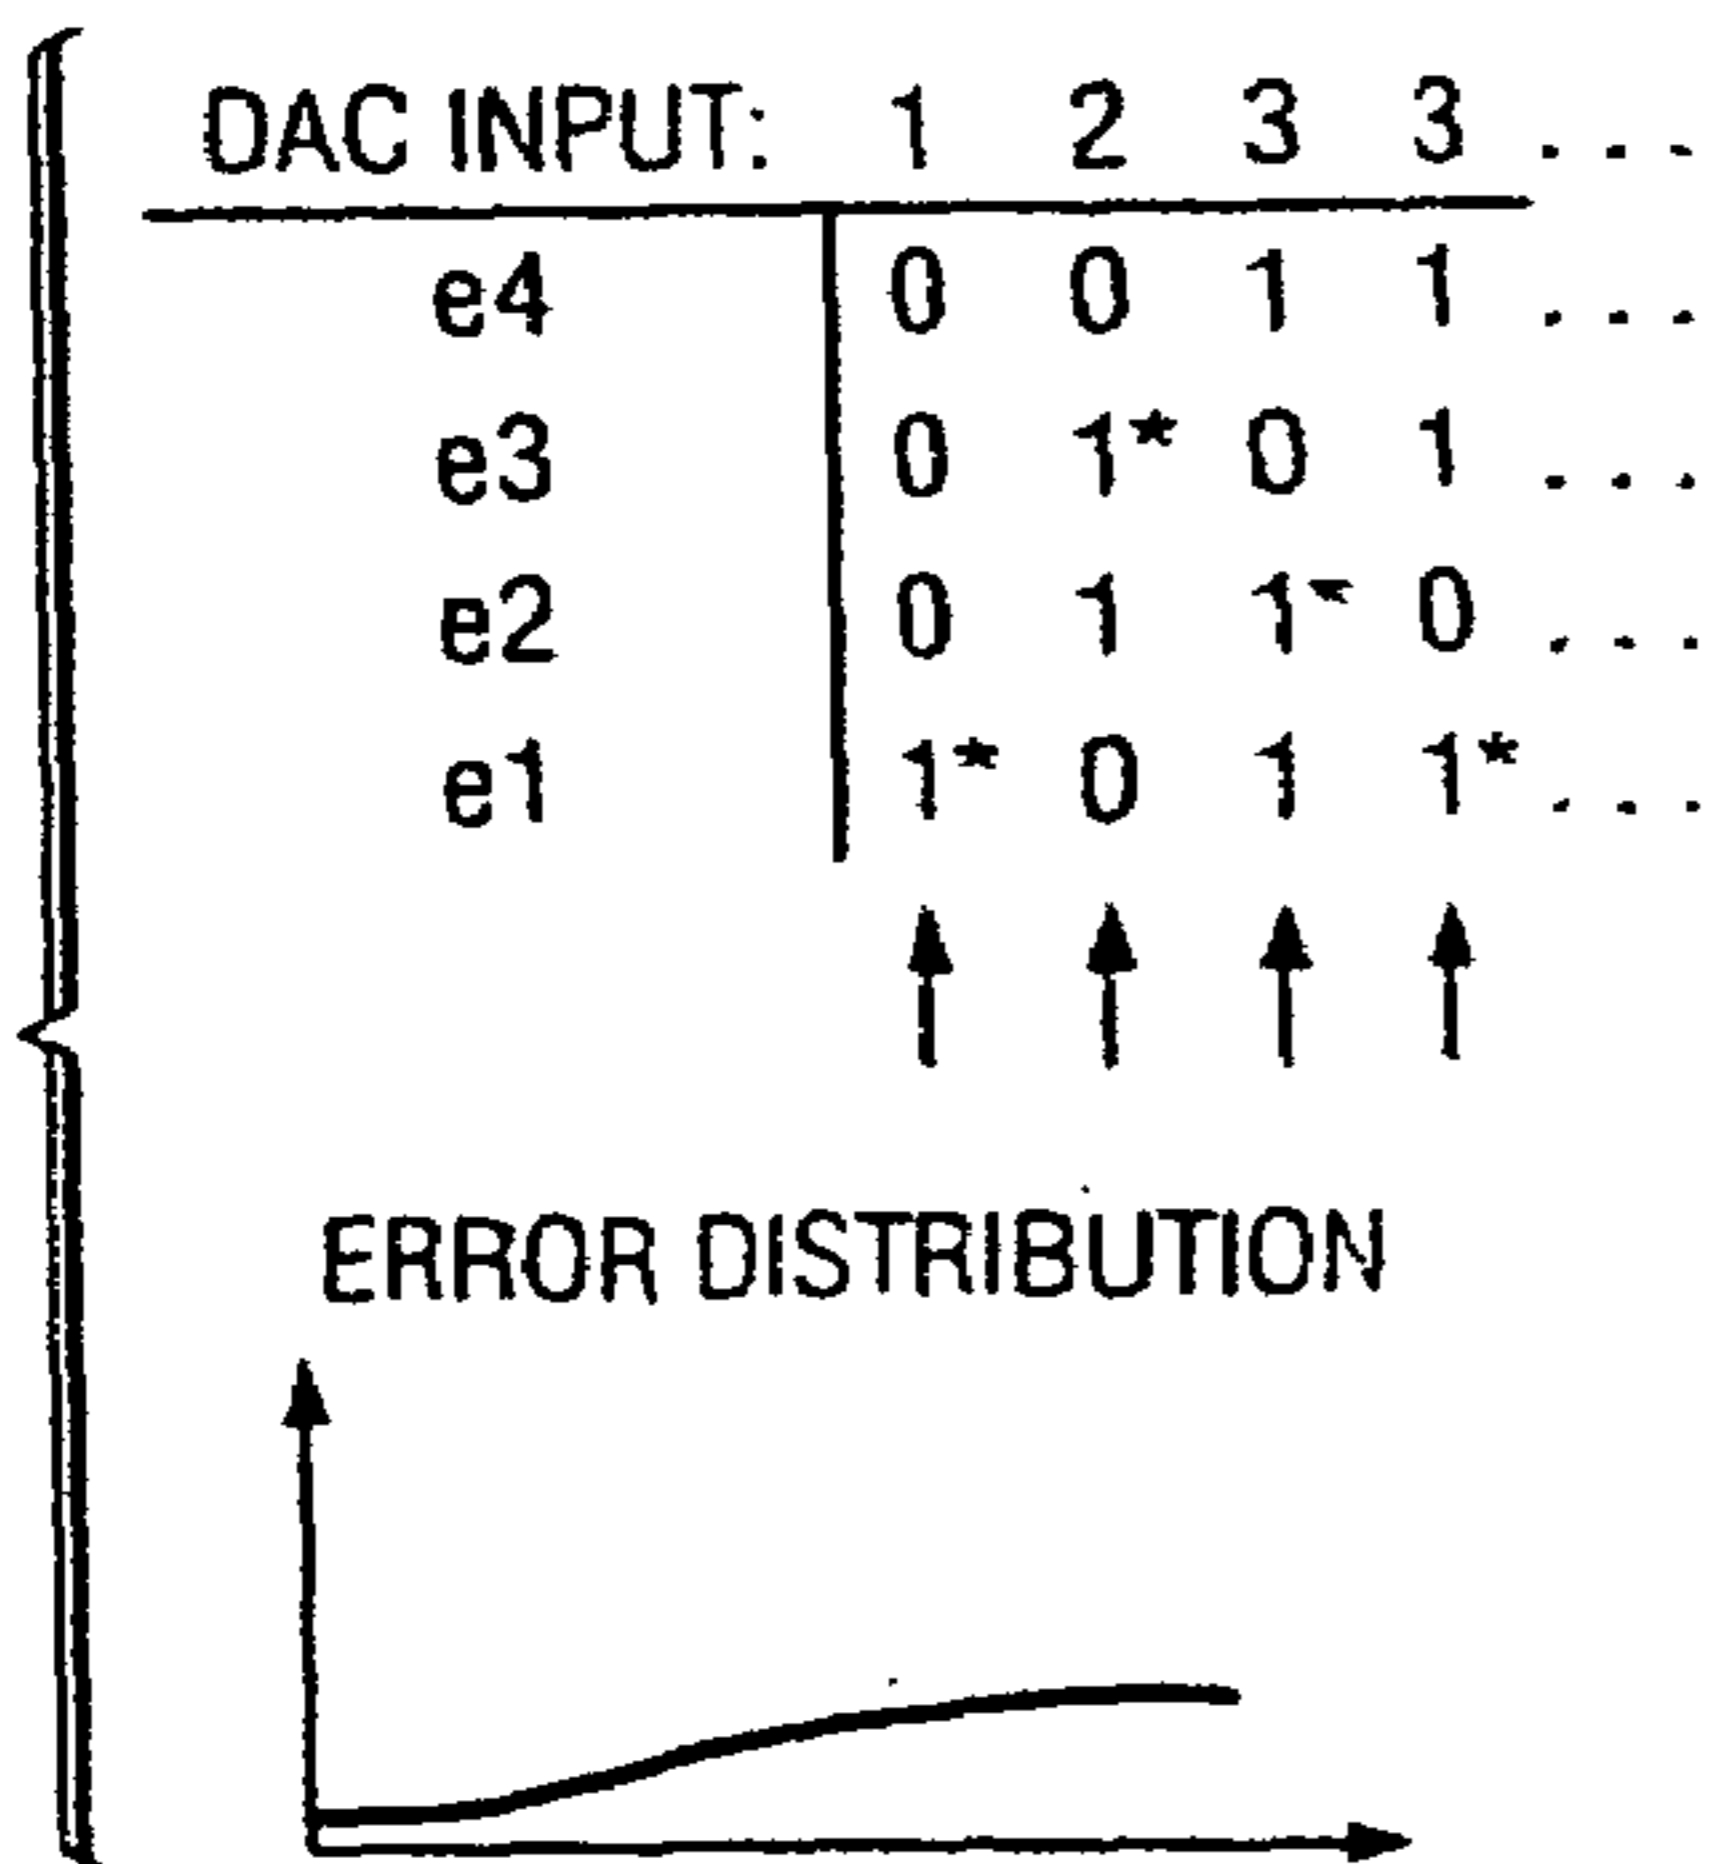 DAC INPUT: 1 2 3 3 . . .
e4 0 0 1 1 . . .
e3 0 1* 0 1 . . .
e2 0 1 1* 0 . . .
e1 1* 0 1 1* . . .
ERROR DISTRIBUTION